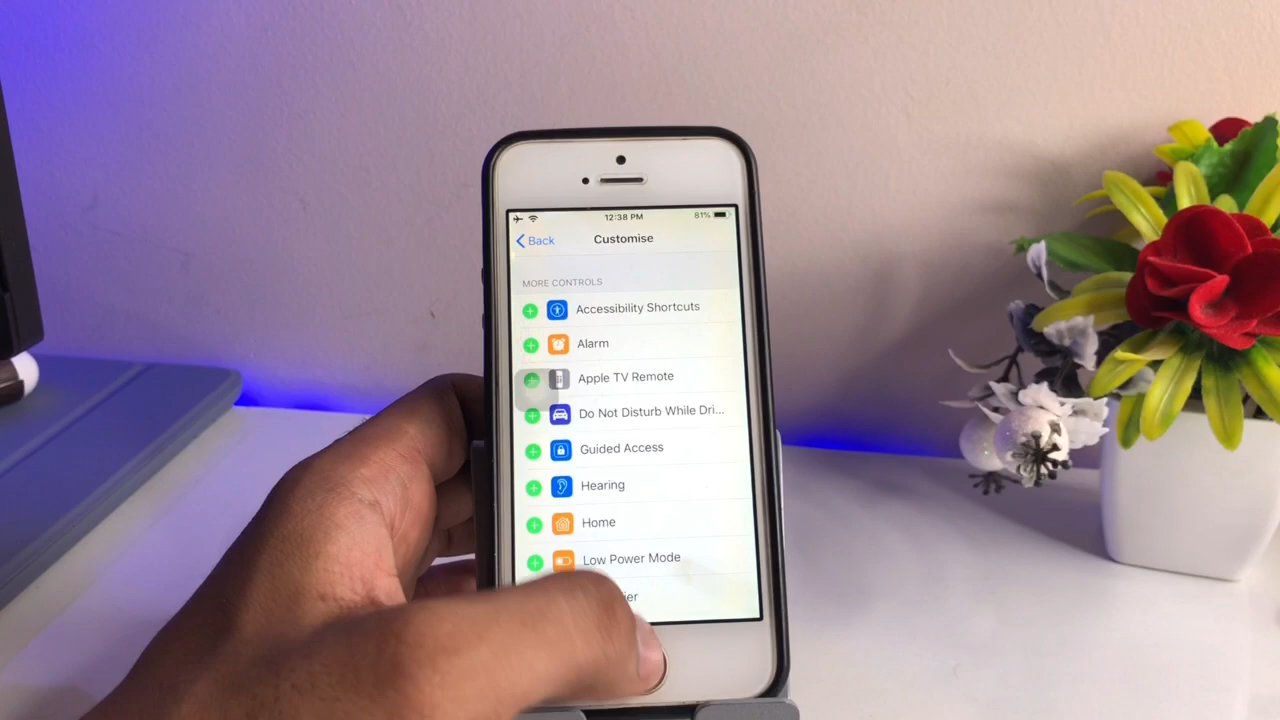 12:38 PM
81%
Back
Customise
MORE CONTROLS
Accessibility Shortcuts
Alarm
Apple TV Remote
Do Not Disturb While Dri...
Guided Access
Hearing
Home
Low Power Mode